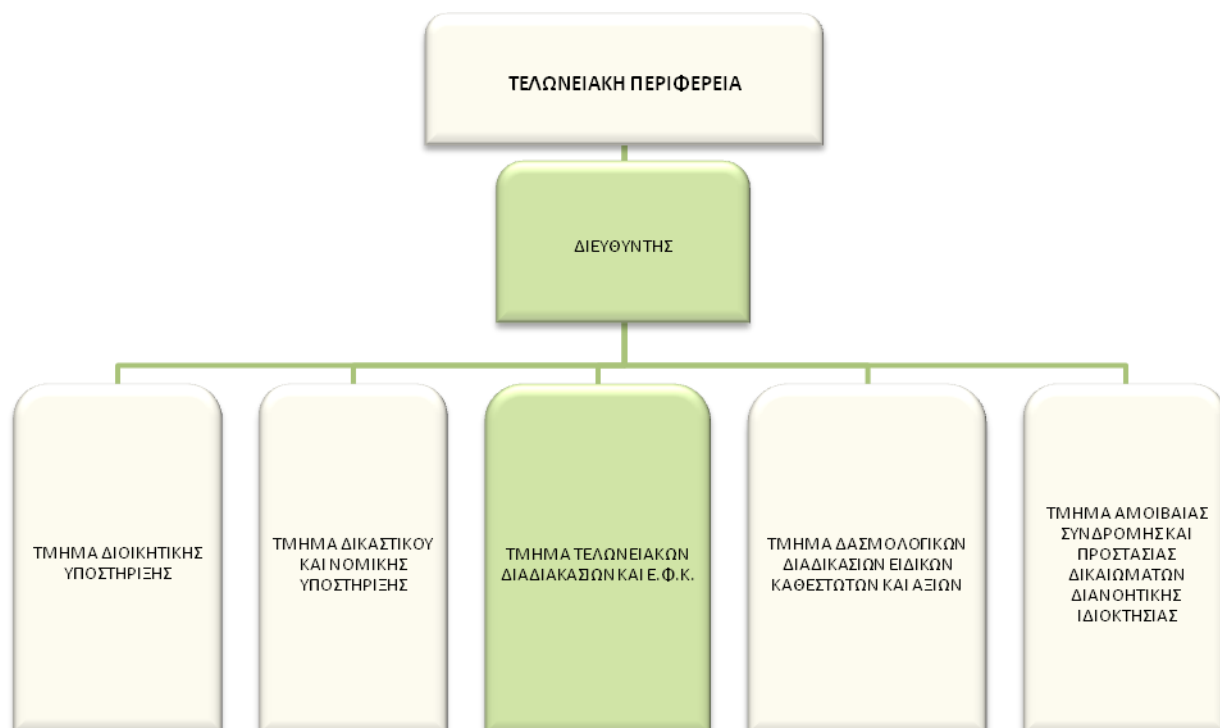 ΤΕΛΩΝΕΙΑΚΗ ΠΕΡΙΦΕΡΕΙΑ
ΔΙΕΥΘΥΝΤΗΣ
ΤΜΗΜΑ ΔΙΟΙΚΗΤΙΚΗΣ
ΥΠΟΣΤΗΡΙΞΗΣ
ΤΜΗΜΑ ΔΙΚΑΣΤΙΚΟΥ
ΚΑΙ ΝΟΜΙΚΗΣ
ΥΠΟΣΤΗΡΙΞΗΣ
ΤΜΗΜΑ ΤΕΛΩΝΕΙΑΚΩΝ
ΔΙΑΔΙΑΚΑΣΙΩΝ ΚΑΙ Ε.Φ.Κ.
ΤΜΗΜΑ ΔΑΣΜΟΛΟΓΙΚΩΝ
ΔΙΑΔΙΚΑΣΙΩΝ ΕΙΔΙΚΩΝ
ΚΑΘΕΣΤΩΤΩΝ ΚΑΙ ΑΞΙΩΝ
ΤΜΗΜΑ ΑΜΟΙΒΑΙΑΣ
ΣΥΝΔΡΟΜΗΣ ΚΑΙ
ΠΡΟΣΤΑΣΙΑΣ
ΔΙΚΑΙΩΜΑΤΩΝ
ΔΙΑΝΟΗΤΙΚΗΣ
ΙΔΙΟΚΤΗΣΙΑΣ